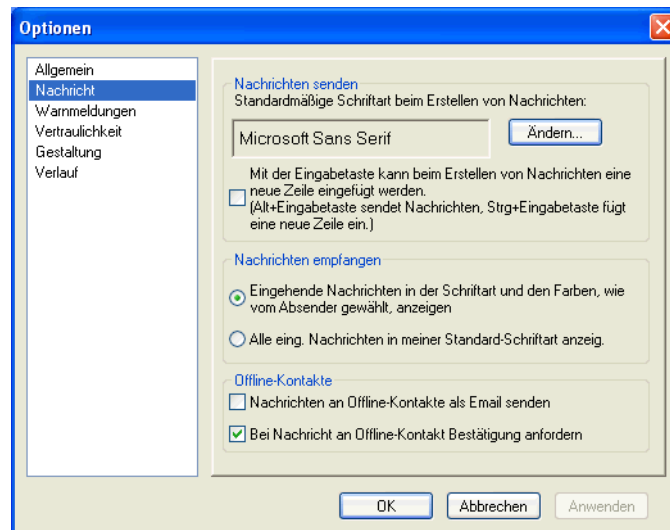 Optionen
Allgemein
Nachricht
Warnmeldungen
Vertraulichkeit
Gestaltung
Verlauf
Nachrichten senden
Standardmäßige Schriftart beim Erstellen von Nachrichten:
Microsoft Sans Serif
Ändern...
Mit der Eingabetaste kann beim Erstellen von Nachrichten eine
neue Zeile eingefügt werden.
(Alt+Eingabetaste sendet Nachrichten, Strg+Eingabetaste fügt
eine neue Zeile ein.)
Nachrichten empfangen
Eingehende Nachrichten in der Schriftart und den Farben, wie
vom Absender gewählt, anzeigen
Alle eing. Nachrichten in meiner Standard-Schriftart anzeig.
Offline-Kontakte
Nachrichten an Offline-Kontakte als Email senden
Bei Nachricht an Offline-Kontakt Bestätigung anfordern
OK
Abbrechen
Anwenden